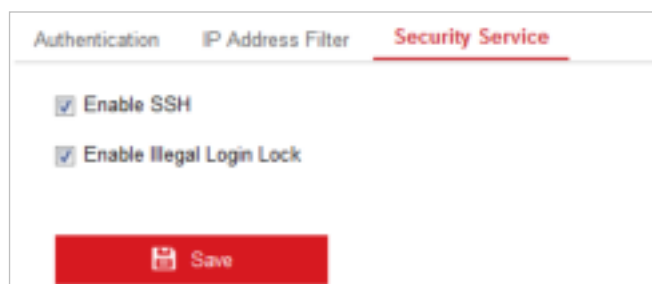 Authentication IP Address Filter Security Service
Enable SSH
Enable Illegal Login Lock
Save